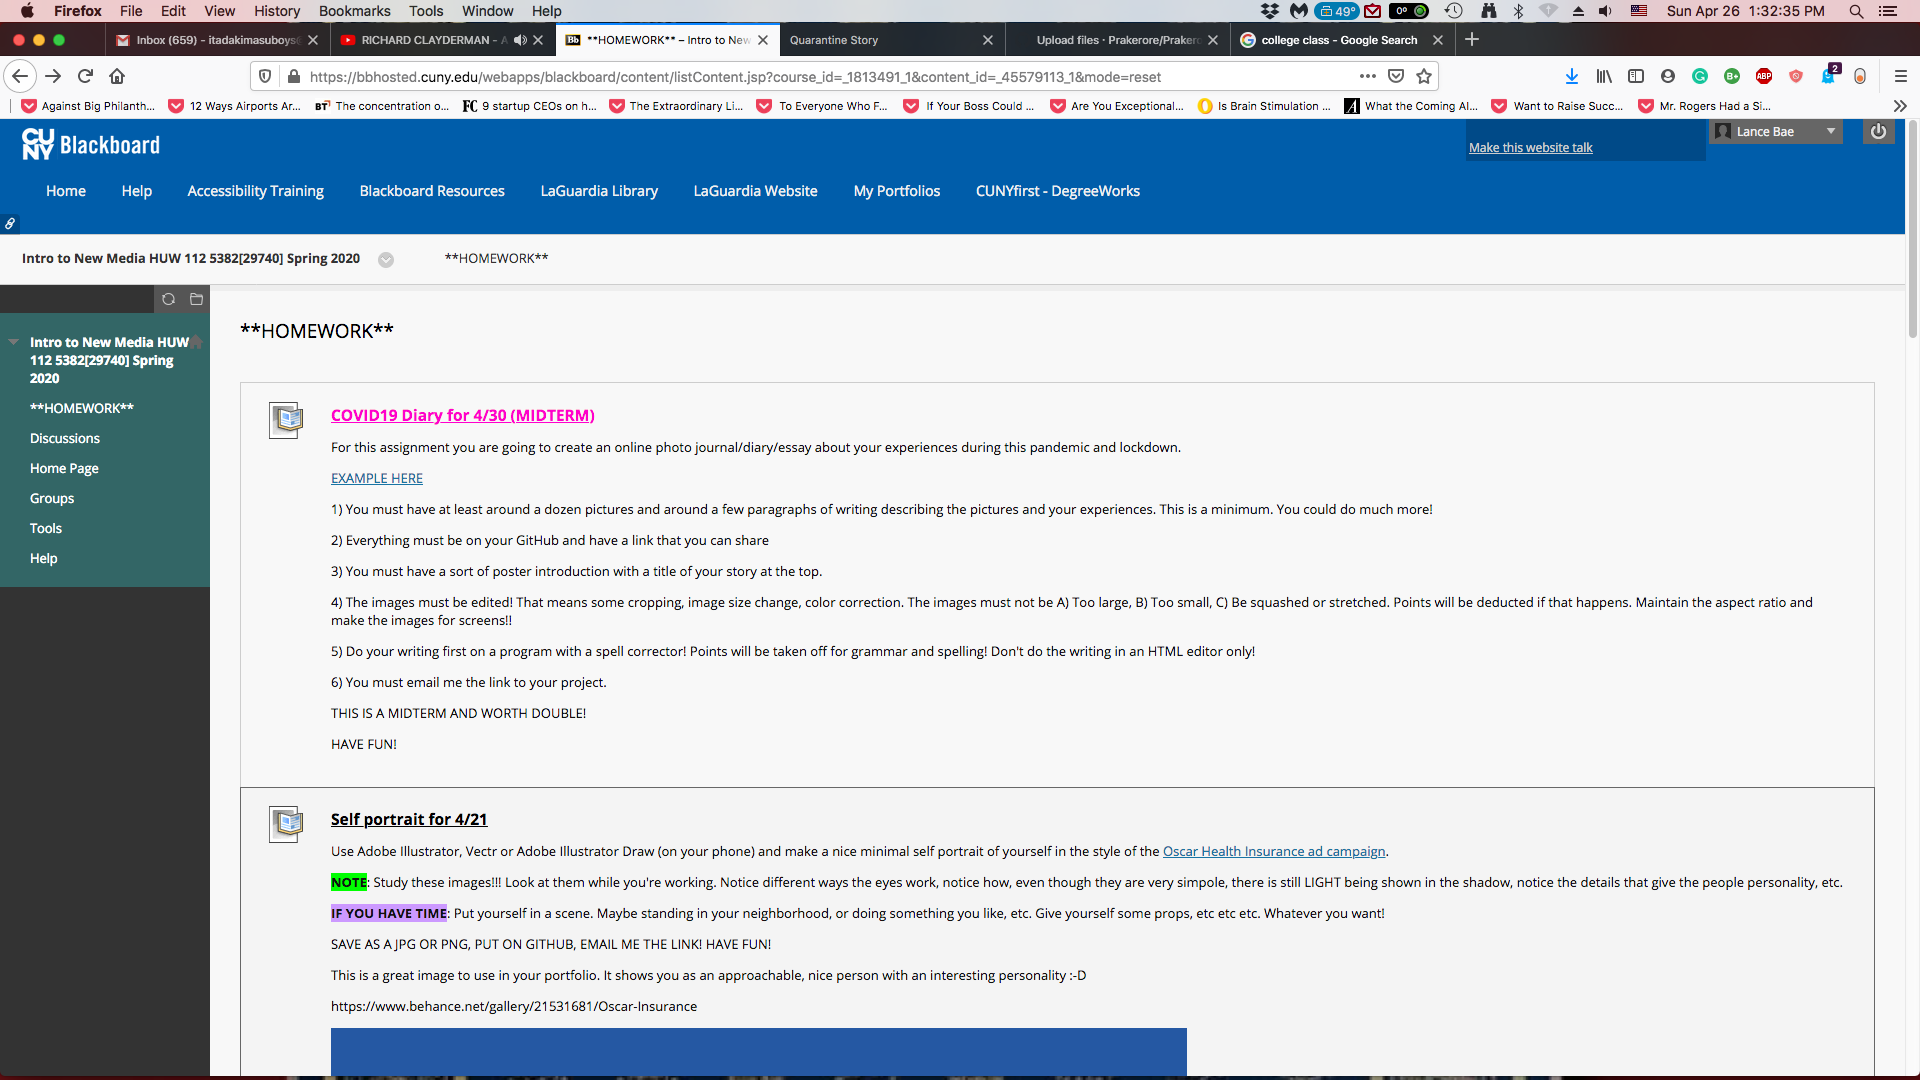 Firefox File Edit View History Bookmarks Tools Window Help 49° 0° Sun Apr 26 1:32:35 PM
Inbox (659) - itadakimasuboys RICHARD CLAYDERMAN - A **HOMEWORK** – Intro to New Quarantine Story Upload files · Prakerore/Praker college class - Google Search
https://bbhosted.cuny.edu/webapps/blackboard/content/listContent.jsp?course_id=_1813491_1&content_id=_45579113_1&mode=reset
Against Big Philanth... 12 Ways Airports Ar... The concentration o... 9 startup CEOs on h... The Extraordinary Li... To Everyone Who F... If Your Boss Could ... Are You Exceptional... Is Brain Stimulation ... What the Coming AI... Want to Raise Succ... Mr. Rogers Had a Si...
CUNY Blackboard
Make this website talk
Lance Bae
Home Help Accessibility Training Blackboard Resources LaGuardia Library LaGuardia Website My Portfolios CUNYfirst - DegreeWorks
Intro to New Media HUW 112 5382[29740] Spring 2020 **HOMEWORK**
Intro to New Media HUW
112 5382[29740] Spring
2020
**HOMEWORK**
Discussions
Home Page
Groups
Tools
Help
**HOMEWORK**
COVID19 Diary for 4/30 (MIDTERM)
For this assignment you are going to create an online photo journal/diary/essay about your experiences during this pandemic and lockdown.
EXAMPLE HERE
1) You must have at least around a dozen pictures and around a few paragraphs of writing describing the pictures and your experiences. This is a minimum. You could do much more!
2) Everything must be on your GitHub and have a link that you can share
3) You must have a sort of poster introduction with a title of your story at the top.
4) The images must be edited! That means some cropping, image size change, color correction. The images must not be A) Too large, B) Too small, C) Be squashed or stretched. Points will be deducted if that happens. Maintain the aspect ratio and
make the images for screens!!
5) Do your writing first on a program with a spell corrector! Points will be taken off for grammar and spelling! Don't do the writing in an HTML editor only!
6) You must email me the link to your project.
THIS IS A MIDTERM AND WORTH DOUBLE!
HAVE FUN!
Self portrait for 4/21
Use Adobe Illustrator, Vectr or Adobe Illustrator Draw (on your phone) and make a nice minimal self portrait of yourself in the style of the Oscar Health Insurance ad campaign.
NOTE: Study these images!!! Look at them while you're working. Notice different ways the eyes work, notice how, even though they are very simpole, there is still LIGHT being shown in the shadow, notice the details that give the people personality, etc.
IF YOU HAVE TIME: Put yourself in a scene. Maybe standing in your neighborhood, or doing something you like, etc. Give yourself some props, etc etc etc. Whatever you want!
SAVE AS A JPG OR PNG, PUT ON GITHUB, EMAIL ME THE LINK! HAVE FUN!
This is a great image to use in your portfolio. It shows you as an approachable, nice person with an interesting personality :-D
https://www.behance.net/gallery/21531681/Oscar-Insurance